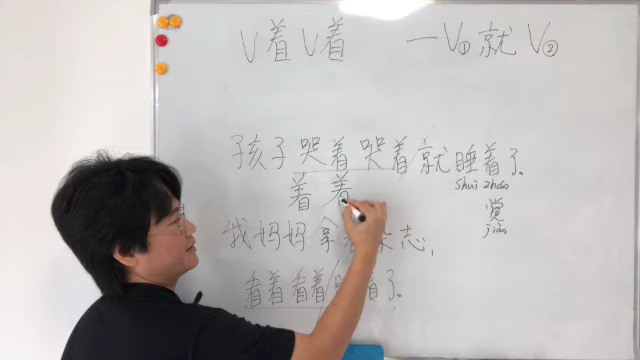 V着V着 一V①就V②
孩子哭着哭着就睡着了。
shuì zháo
着 着
觉
我妈妈拿着杂志,
jiào
看着看着 着了。